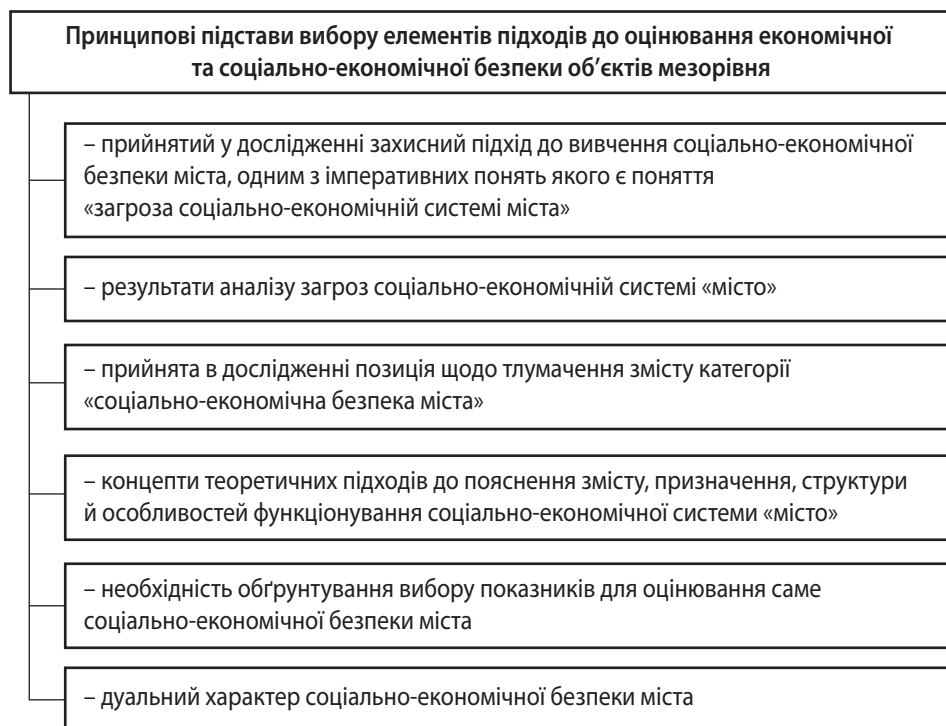 Принципові підстави вибору елементів підходів до оцінювання економічної
та соціально-економічної безпеки об’єктів мезорівня
– прийнятий у дослідженні захисний підхід до вивчення соціально-економічної
безпеки міста, одним з імперативних понять якого є поняття
«загроза соціально-економічній системі міста»
– результати аналізу загроз соціально-економічній системі «місто»
– прийнята в дослідженні позиція щодо тлумачення змісту категорії
«соціально-економічна безпека міста»
– концепти теоретичних підходів до пояснення змісту, призначення, структури
й особливостей функціонування соціально-економічної системи «місто»
– необхідність обґрунтування вибору показників для оцінювання саме
соціально-економічної безпеки міста
– дуальний характер соціально-економічної безпеки міста